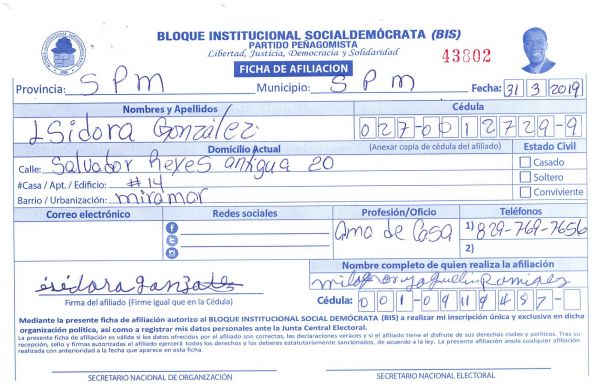 BLOQUE INSTITUCIONAL SOCIALDEMÓCRATA (BIS)
PARTIDO PEÑAGOMISTA
Libertad, Justicia, Democracia y Solidaridad
43802
FICHA DE AFILIACION
Provincia: SPM Municipio: SPM Fecha: 31 3 2019
Nombres y Apellidos Cédula
Isidora González 027-0012729-9
Domicilio Actual (Anexar copia de cédula del afiliado) Estado Civil
Calle: Salvador Reyes antigua 20 Casado
#Casa / Apt. / Edificio: #14 Soltero
Barrio / Urbanización: miramar Conviviente
Correo electrónico Redes sociales Profesión/Oficio Teléfonos
Ama de Casa 1) 829-769-7656
2)
Nombre completo de quien realiza la afiliación
isidora gonzalez Ramirez
Firma del afiliado (Firme igual que en la Cédula) Cédula: 001-0919457-
Mediante la presente ficha de afiliación autorizo al BLOQUE INSTITUCIONAL SOCIAL DEMÓCRATA (BIS) a realizar mi inscripción única y exclusiva en dicha
organización política, así como a registrar mis datos personales ante la Junta Central Electoral.
La presente ficha de afiliación es válida si los datos ofrecidos por el afiliado son correctos, las declaraciones veraces y si el afiliado tiene el disfrute de sus derechos civiles y políticos. Tras su
recepción, sello y firmas autorizadas el afiliado ejercerá todos los derechos y los deberes estatutariamente sancionados, de acuerdo a la ley. La presente afiliación anula cualquier afiliación
realizada con anterioridad a la fecha que aparece en esta ficha.
SECRETARIO NACIONAL DE ORGANIZACIÓN SECRETARIO NACIONAL ELECTORAL